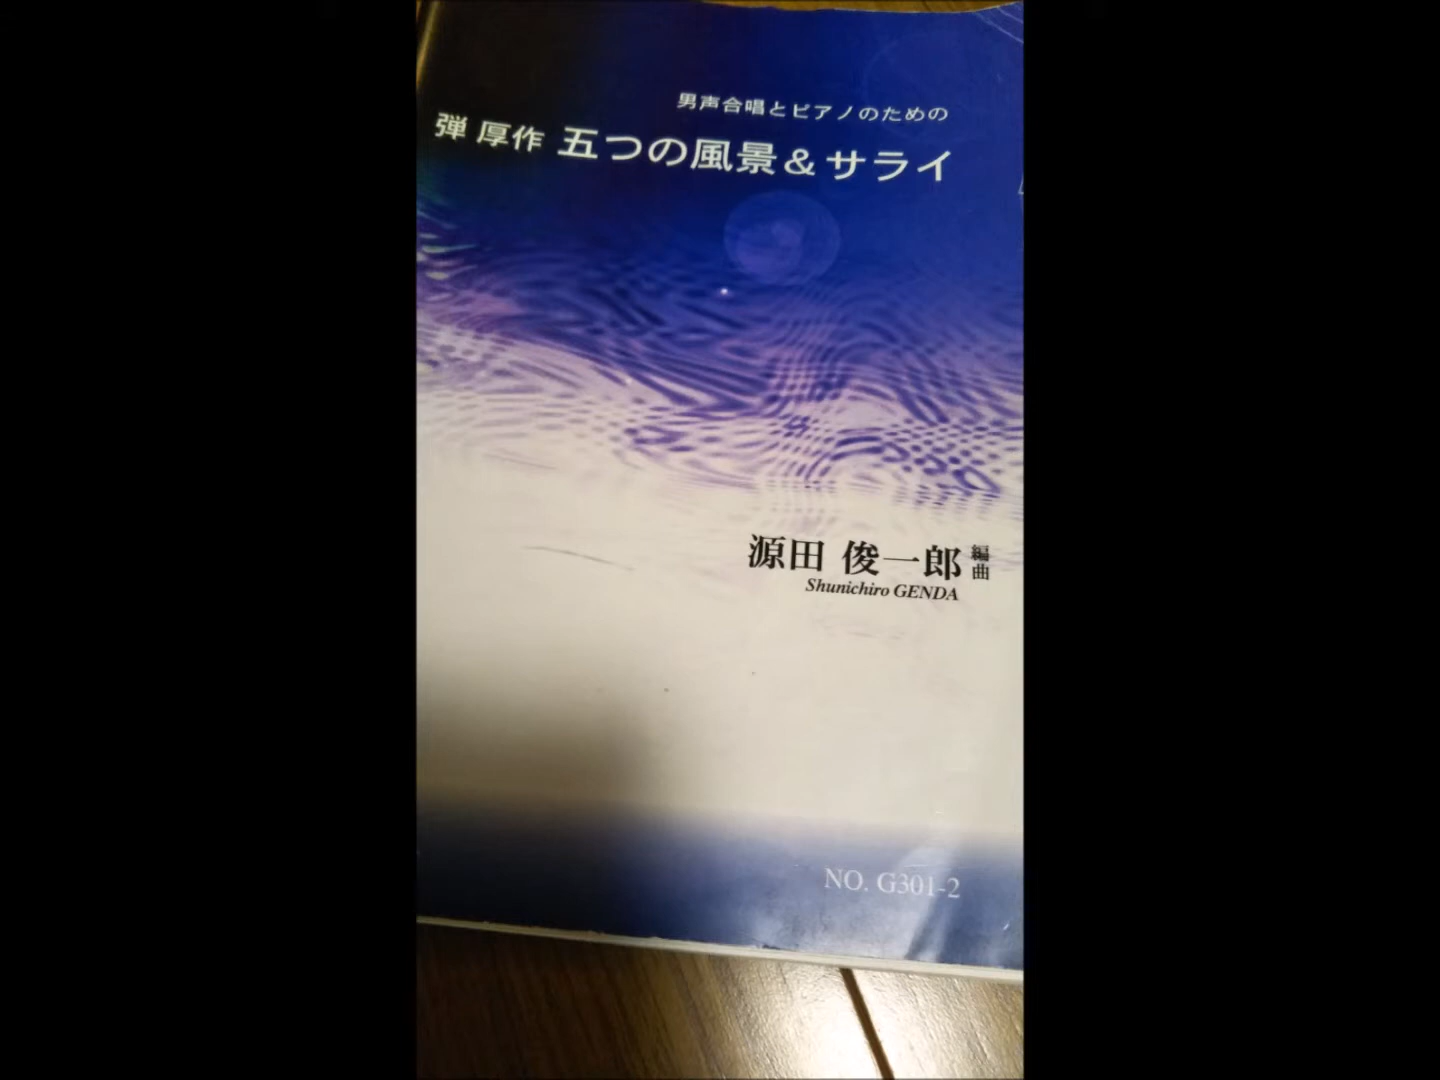 男声合唱とピアノのための
弾 厚作 五つの風景&サライ
源田 俊一郎 編曲
Shunichiro GENDA
NO. G301-2